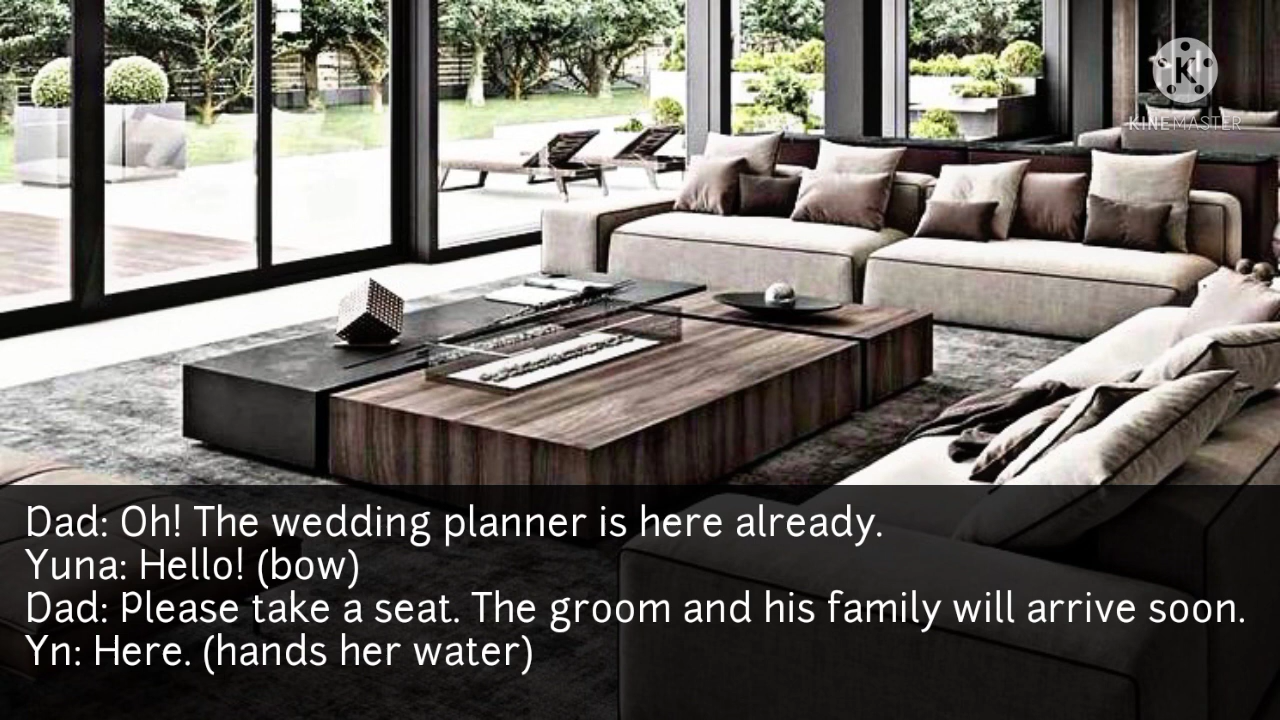 KINEMASTER
Dad: Oh! The wedding planner is here already.
Yuna: Hello! (bow)
Dad: Please take a seat. The groom and his family will arrive soon.
Yn: Here. (hands her water)